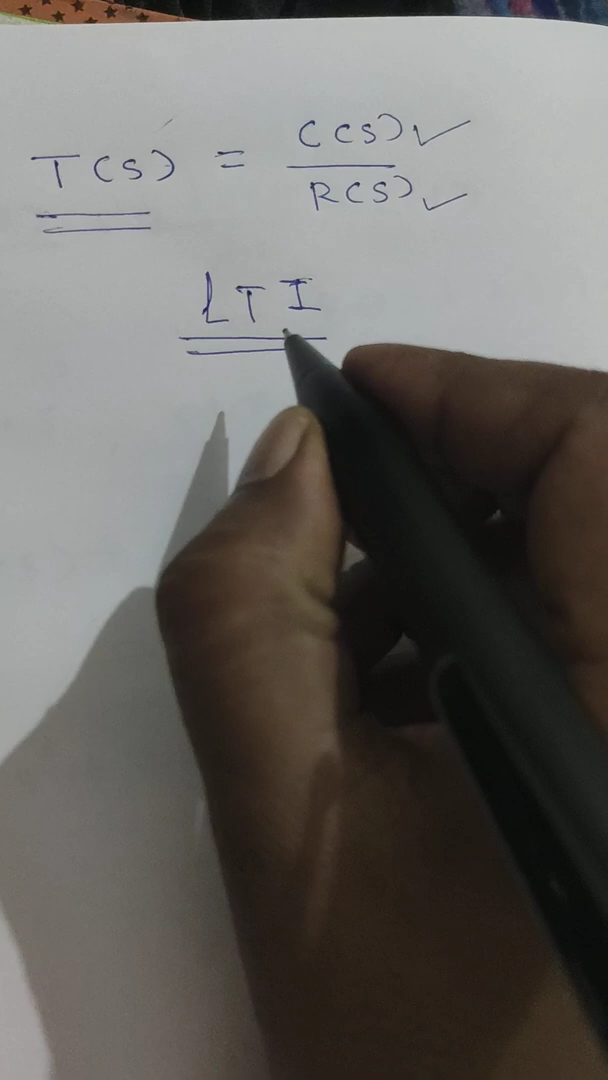 T(S) = C(S) ✓ / R(S) ✓
LTI